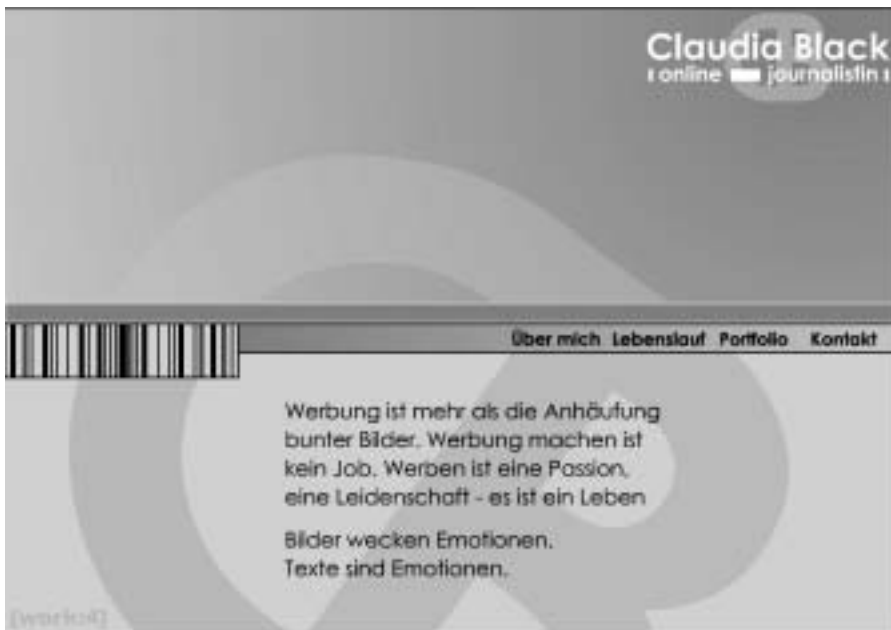 Claudia Black
online journalistin
Über mich Lebenslauf Portfolio Kontakt
Werbung ist mehr als die Anhäufung
bunter Bilder. Werbung machen ist
kein Job. Werben ist eine Passion,
eine Leidenschaft - es ist ein Leben
Bilder wecken Emotionen.
Texte sind Emotionen.
[work:4]